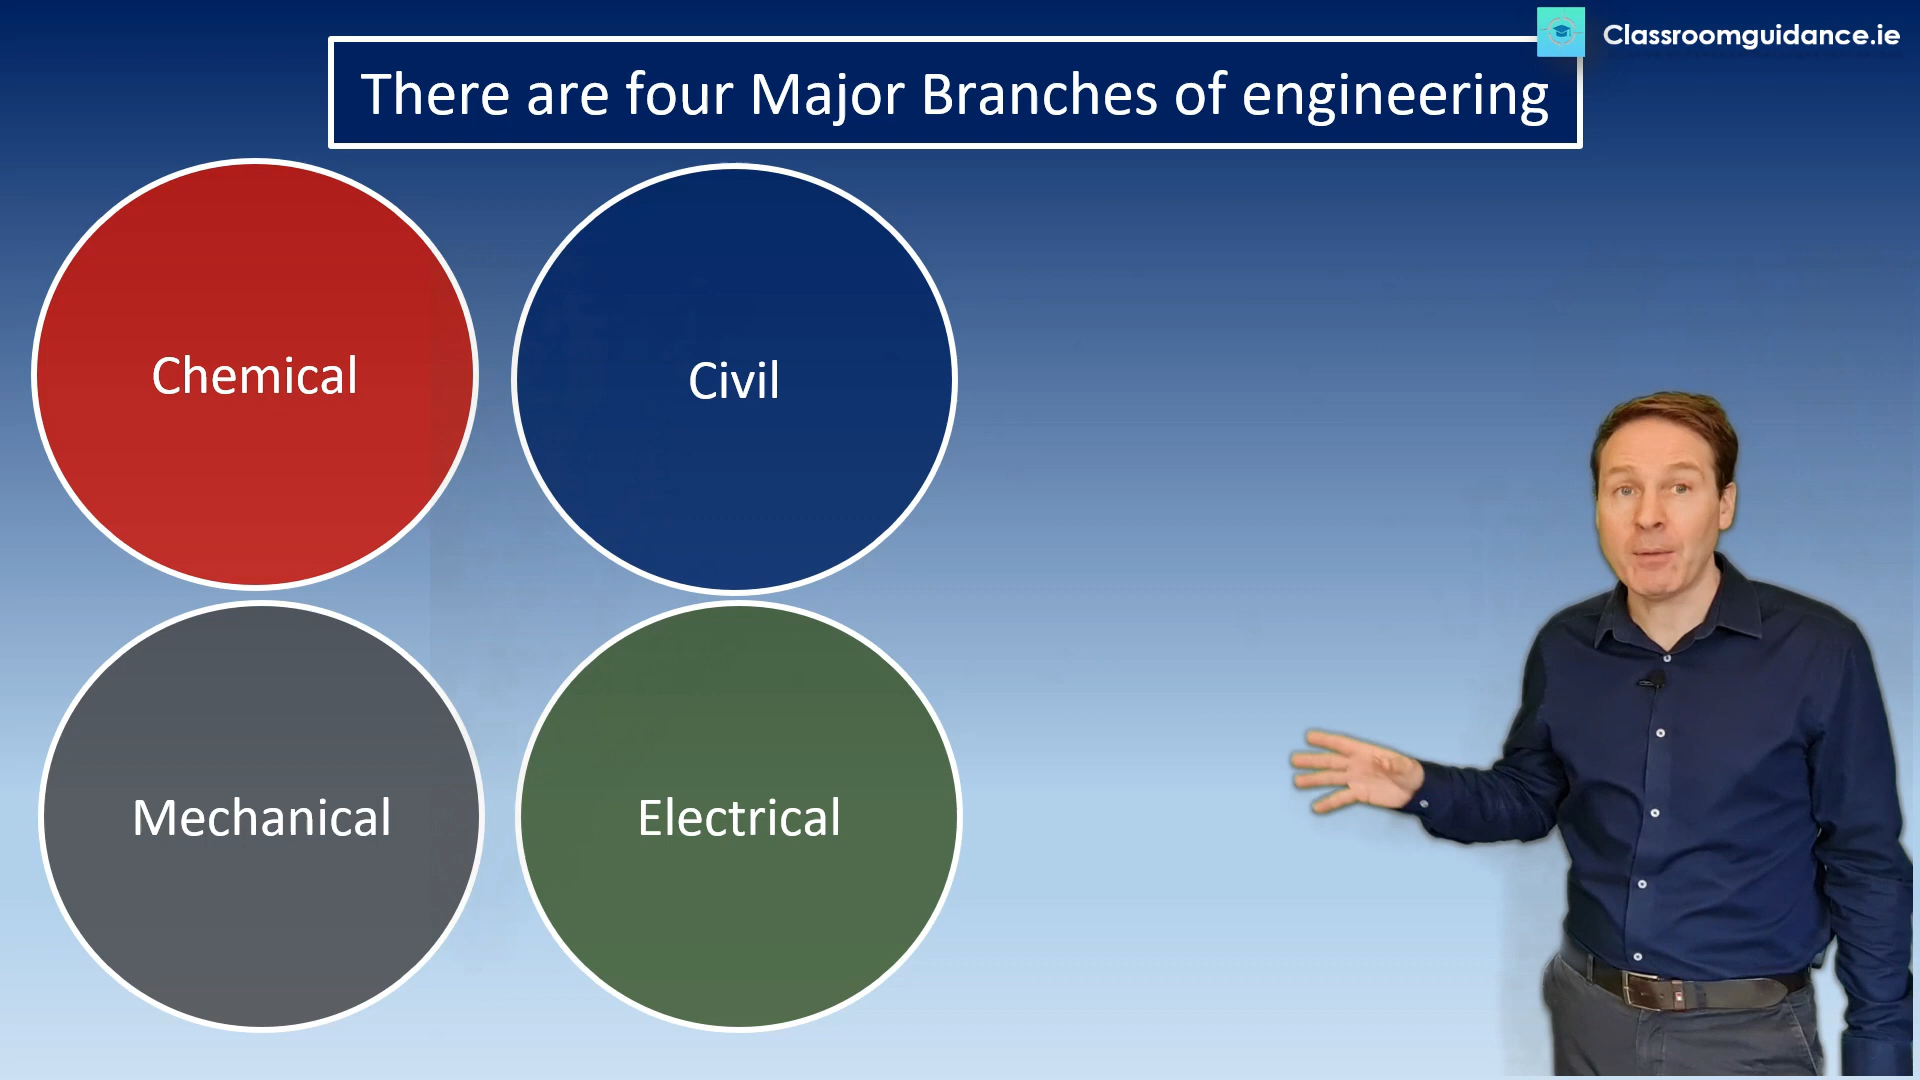 Classroomguidance.ie
There are four Major Branches of engineering
Chemical
Civil
Mechanical
Electrical